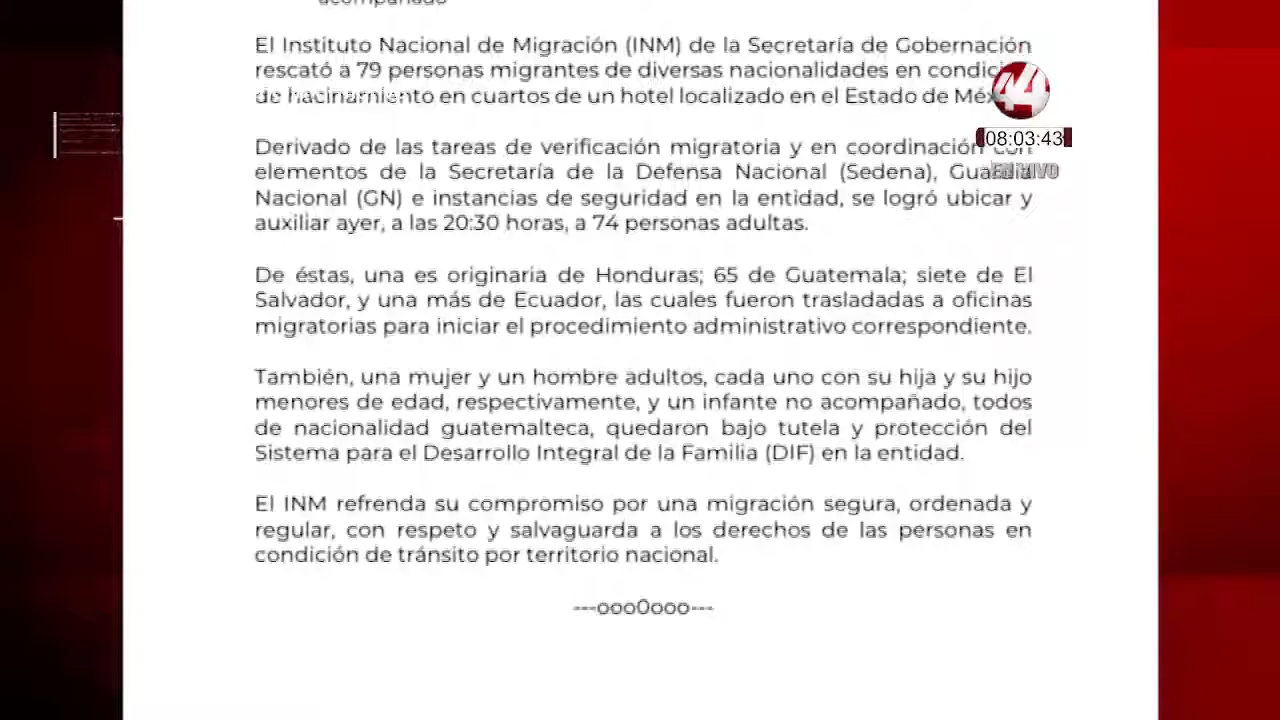 acompañado
El Instituto Nacional de Migración (INM) de la Secretaría de Gobernación
rescató a 79 personas migrantes de diversas nacionalidades en
de hacinamiento en cuartos de un hotel localizado en el Estado de
44
08:03:43
EN VIVO
Derivado de las tareas de verificación migratoria y en coordinación con
elementos de la Secretaría de la Defensa Nacional (Sedena), Guardia
Nacional (GN) e instancias de seguridad en la entidad, se logró ubicar y
auxiliar ayer, a las 20:30 horas, a 74 personas adultas.
De éstas, una es originaria de Honduras; 65 de Guatemala; siete de El
Salvador, y una más de Ecuador, las cuales fueron trasladadas a oficinas
migratorias para iniciar el procedimiento administrativo correspondiente.
También, una mujer y un hombre adultos, cada uno con su hija y su hijo
menores de edad, respectivamente, y un infante no acompañado, todos
de nacionalidad guatemalteca, quedaron bajo tutela y protección del
Sistema para el Desarrollo Integral de la Familia (DIF) en la entidad.
El INM refrenda su compromiso por una migración segura, ordenada y
regular, con respeto y salvaguarda a los derechos de las personas en
condición de tránsito por territorio nacional.
---ooo0ooo---